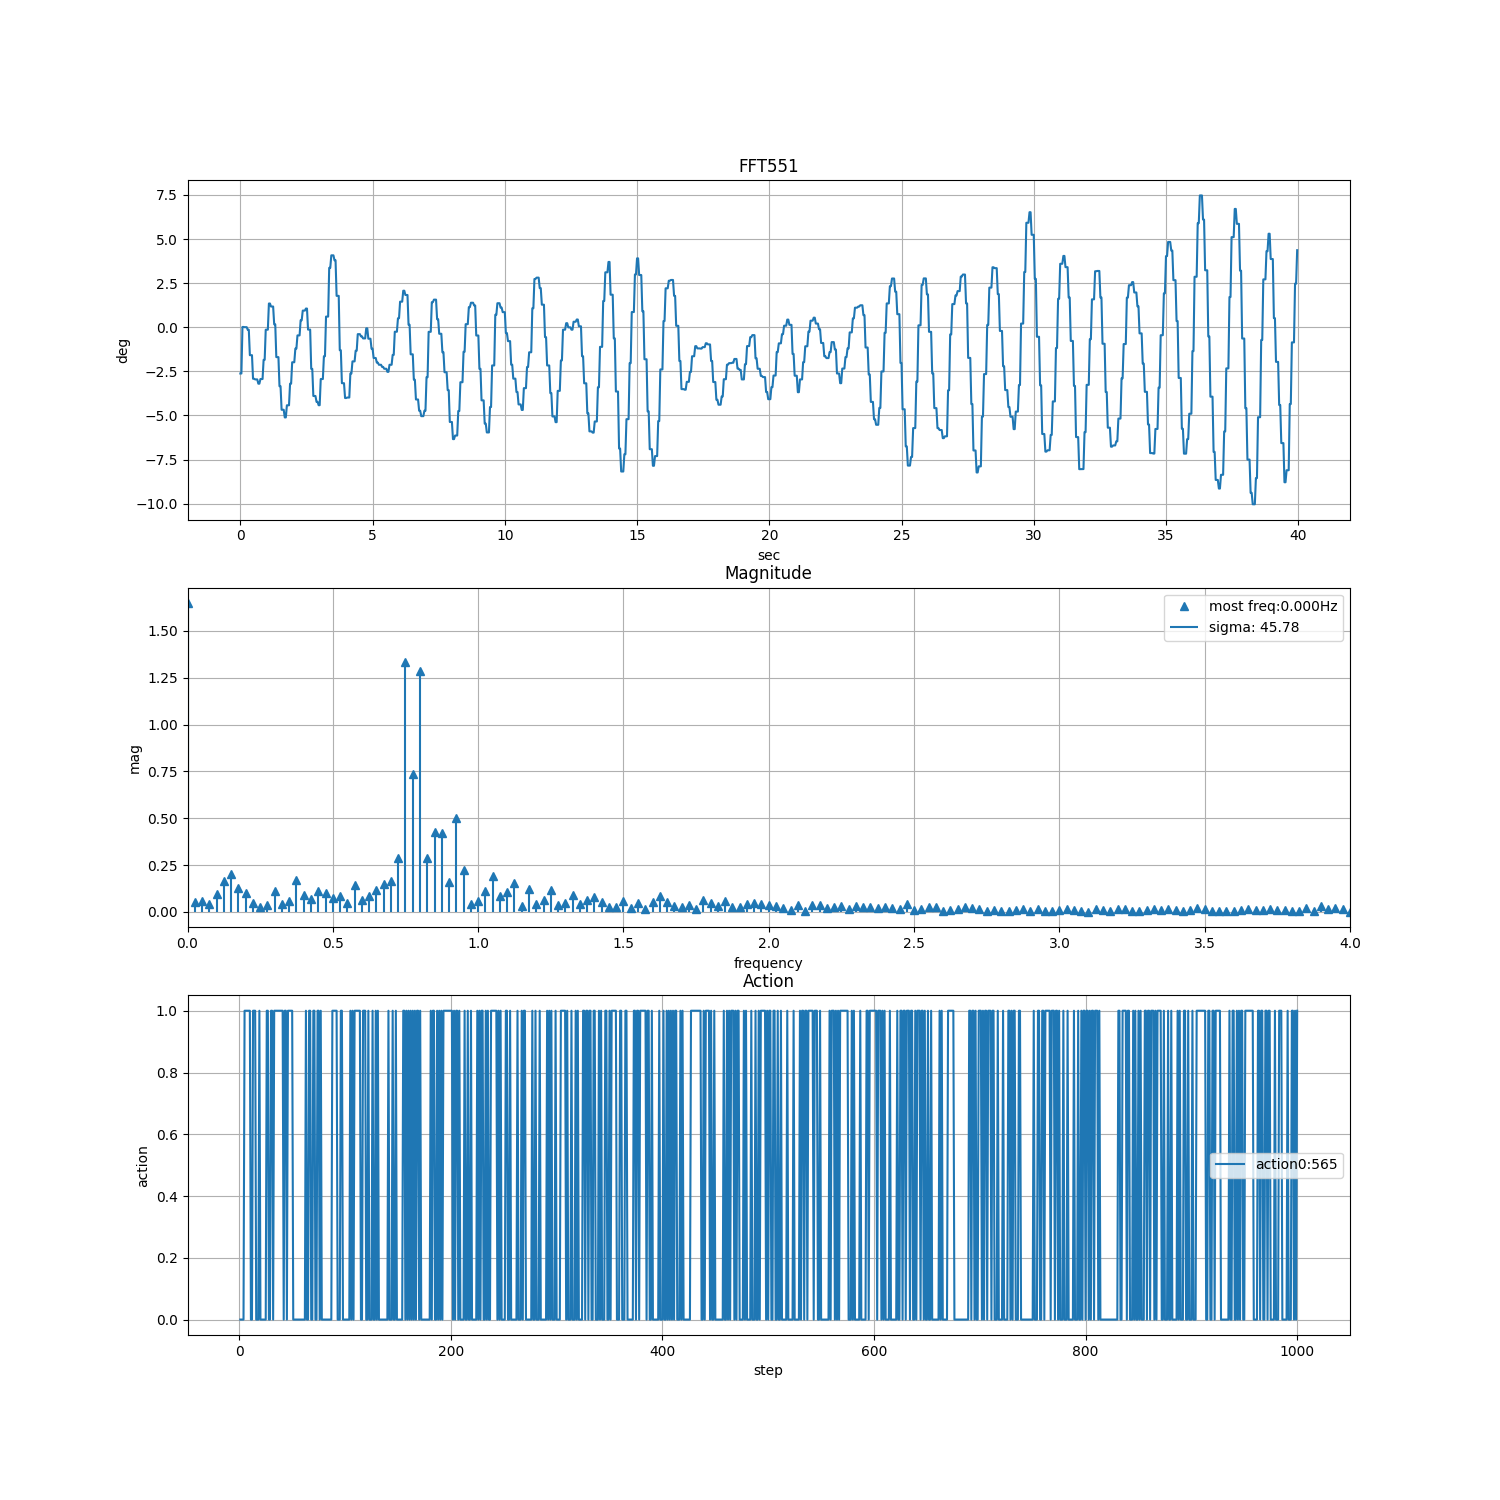 FFT551
7.5
5.0
2.5
0.0
−2.5
−5.0
−7.5
−10.0
deg
0 5 10 15 20 25 30 35 40
sec
Magnitude
most freq:0.000Hz
sigma: 45.78
1.50
1.25
1.00
0.75
0.50
0.25
0.00
mag
0.0 0.5 1.0 1.5 2.0 2.5 3.0 3.5 4.0
frequency
Action
1.0
0.8
0.6
0.4
0.2
0.0
action
action0:565
0 200 400 600 800 1000
step